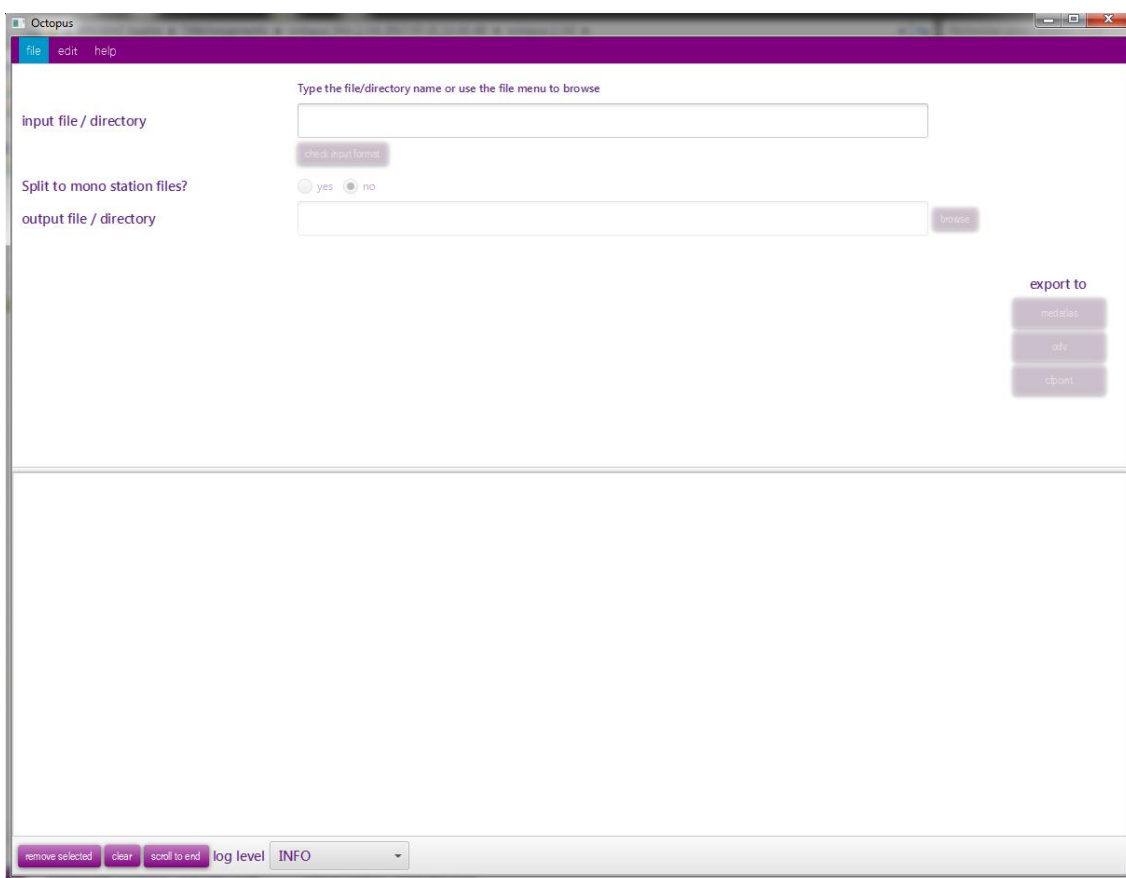 Octopus
file edit help
Type the file/directory name or use the file menu to browse
input file / directory
check input format
Split to mono station files? yes no
output file / directory browse
export to
medatlas
odv
cfpoint
remove selected clear scroll to end log level INFO